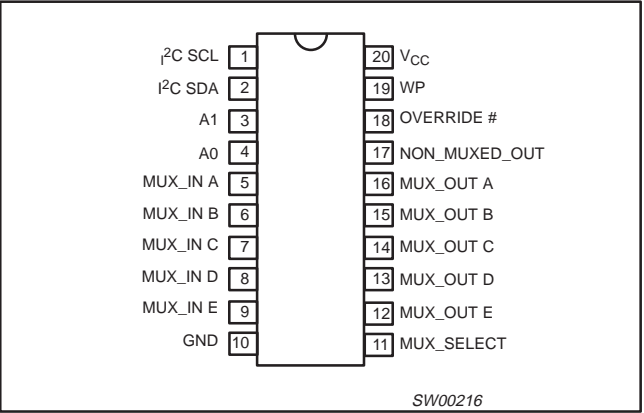 I²C SCL 1 20 VCC
I²C SDA 2 19 WP
A1 3 18 OVERRIDE #
A0 4 17 NON_MUXED_OUT
MUX_IN A 5 16 MUX_OUT A
MUX_IN B 6 15 MUX_OUT B
MUX_IN C 7 14 MUX_OUT C
MUX_IN D 8 13 MUX_OUT D
MUX_IN E 9 12 MUX_OUT E
GND 10 11 MUX_SELECT
SW00216